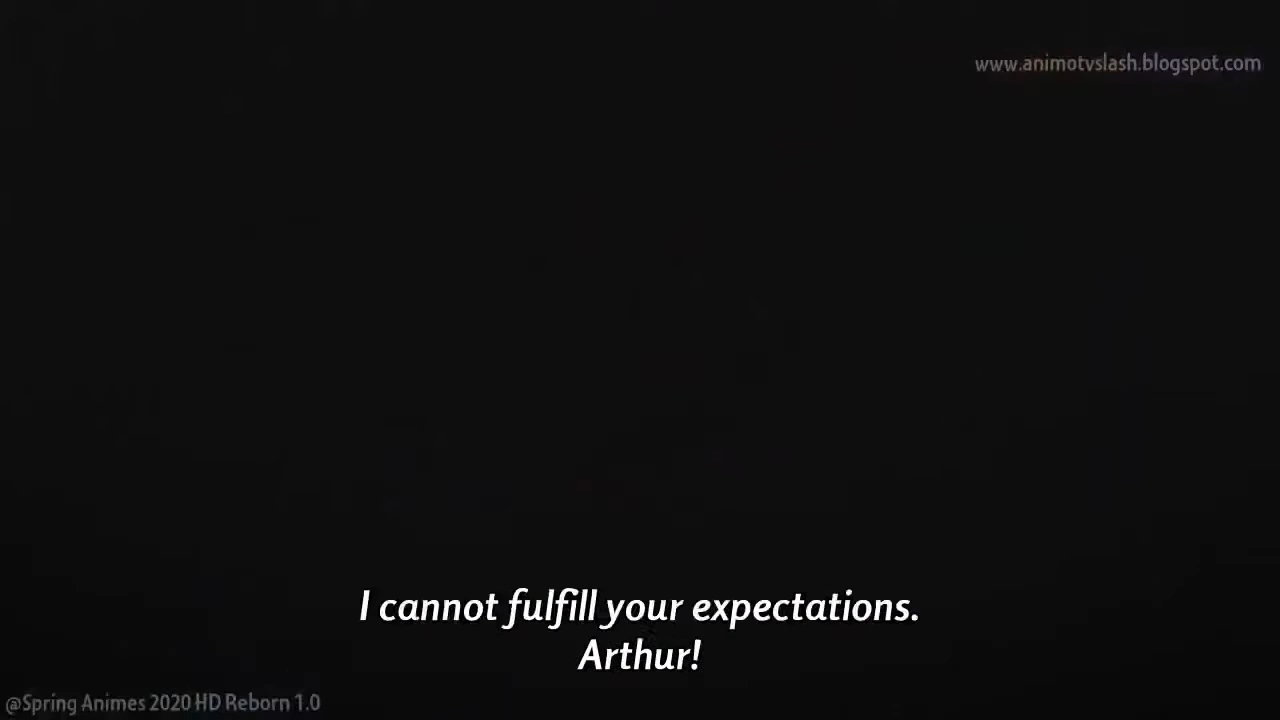 www.animotvslash.blogspot.com
I cannot fulfill your expectations.
Arthur!
@Spring Animes 2020 HD Reborn 1.0